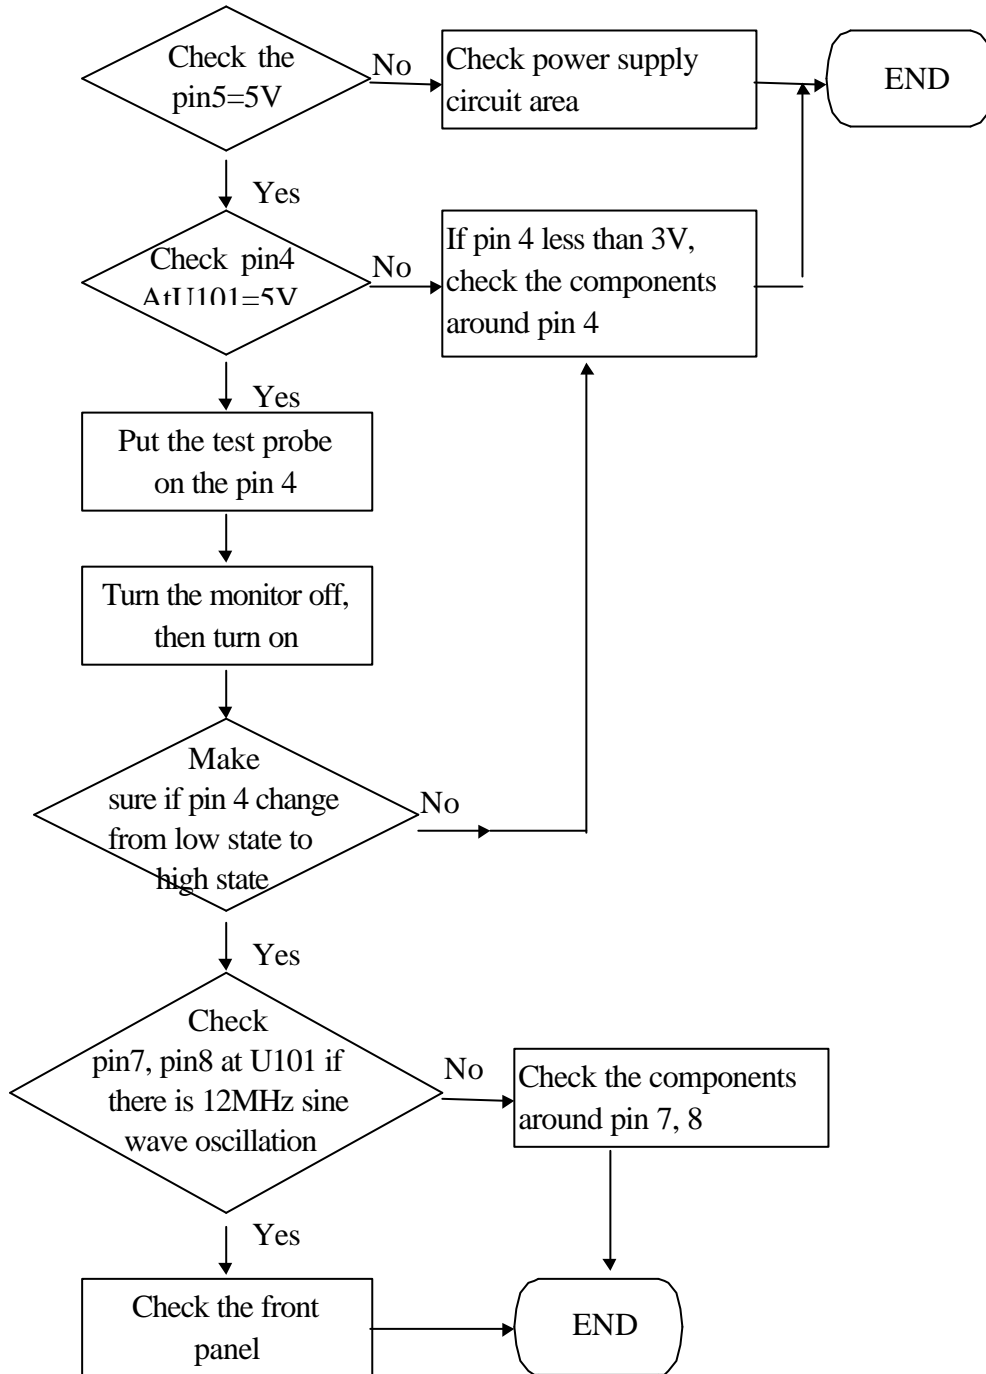 Check the
pin5=5V
No
Check power supply
circuit area
END
Yes
Check pin4
AtU101=5V
No
If pin 4 less than 3V,
check the components
around pin 4
Yes
Put the test probe
on the pin 4
Turn the monitor off,
then turn on
Make
sure if pin 4 change
from low state to
high state
No
Yes
Check
pin7, pin8 at U101 if
there is 12MHz sine
wave oscillation
No
Check the components
around pin 7, 8
Yes
Check the front
panel
END